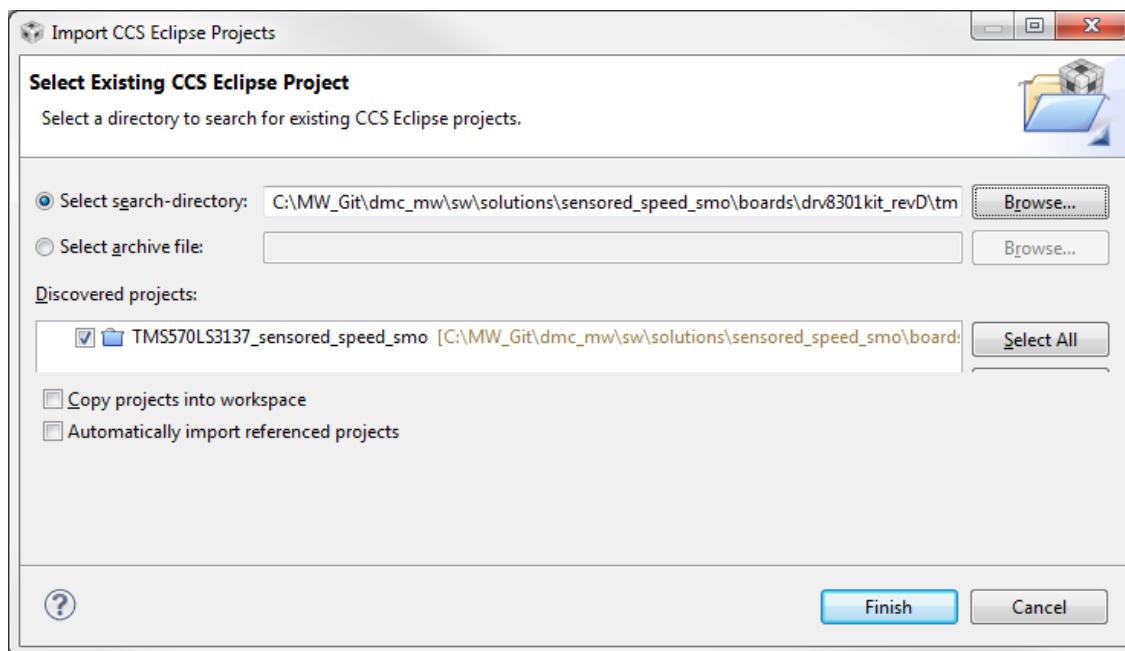 Import CCS Eclipse Projects
Select Existing CCS Eclipse Project
Select a directory to search for existing CCS Eclipse projects.
Select search-directory: C:\MW_Git\dmc_mw\sw\solutions\sensored_speed_smo\boards\drv8301kit_revD\tm Browse...
Select archive file: Browse...
Discovered projects:
TMS570LS3137_sensored_speed_smo [C:\MW_Git\dmc_mw\sw\solutions\sensored_speed_smo\boards Select All
Copy projects into workspace
Automatically import referenced projects
? Finish Cancel